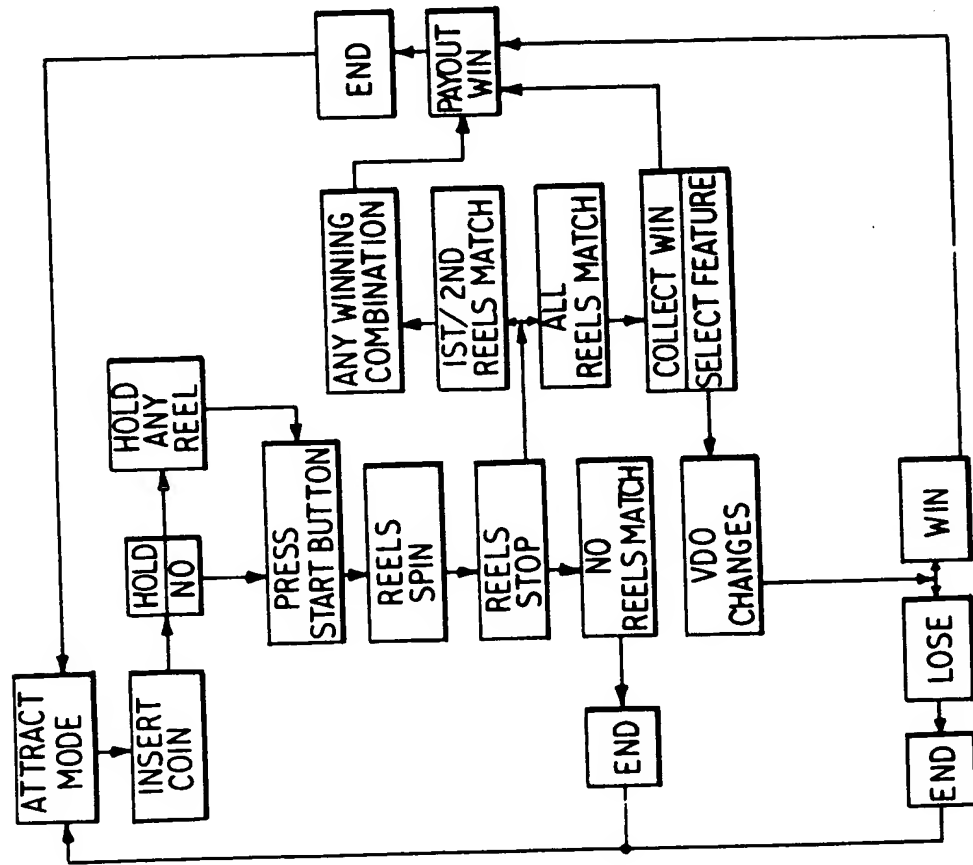 ATTRACT
MODE
INSERT
COIN
HOLD
NO
HOLD
ANY
REEL
PRESS
START BUTTON
REELS
SPIN
REELS
STOP
NO
REELS MATCH
END
ANY WINNING
COMBINATION
1ST/2ND
REELS MATCH
ALL
REELS MATCH
COLLECT WIN
SELECT FEATURE
PAYOUT
WIN
END
VDO
CHANGES
WIN
LOSE
END